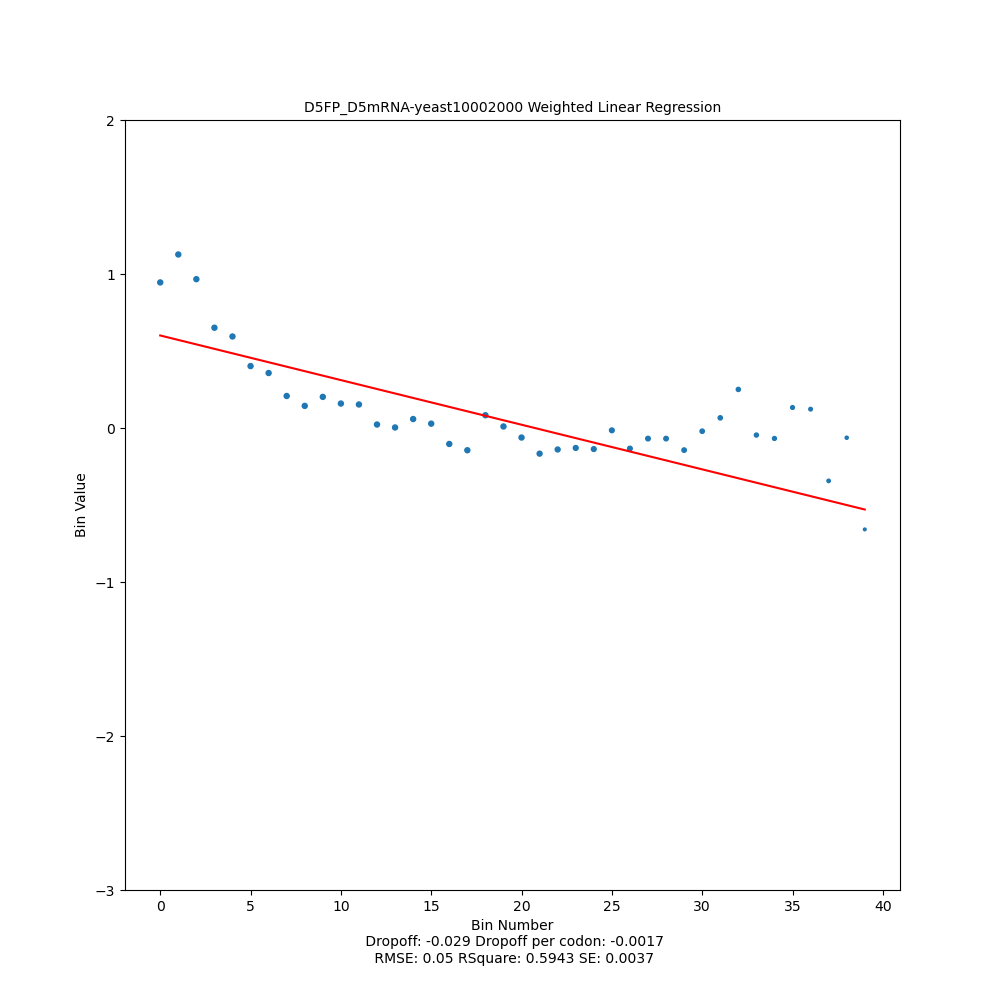 D5FP_D5mRNA-yeast10002000 Weighted Linear Regression
2
1
0
−1
−2
−3
Bin Value
0 5 10 15 20 25 30 35 40
Bin Number
Dropoff: -0.029 Dropoff per codon: -0.0017
RMSE: 0.05 RSquare: 0.5943 SE: 0.0037